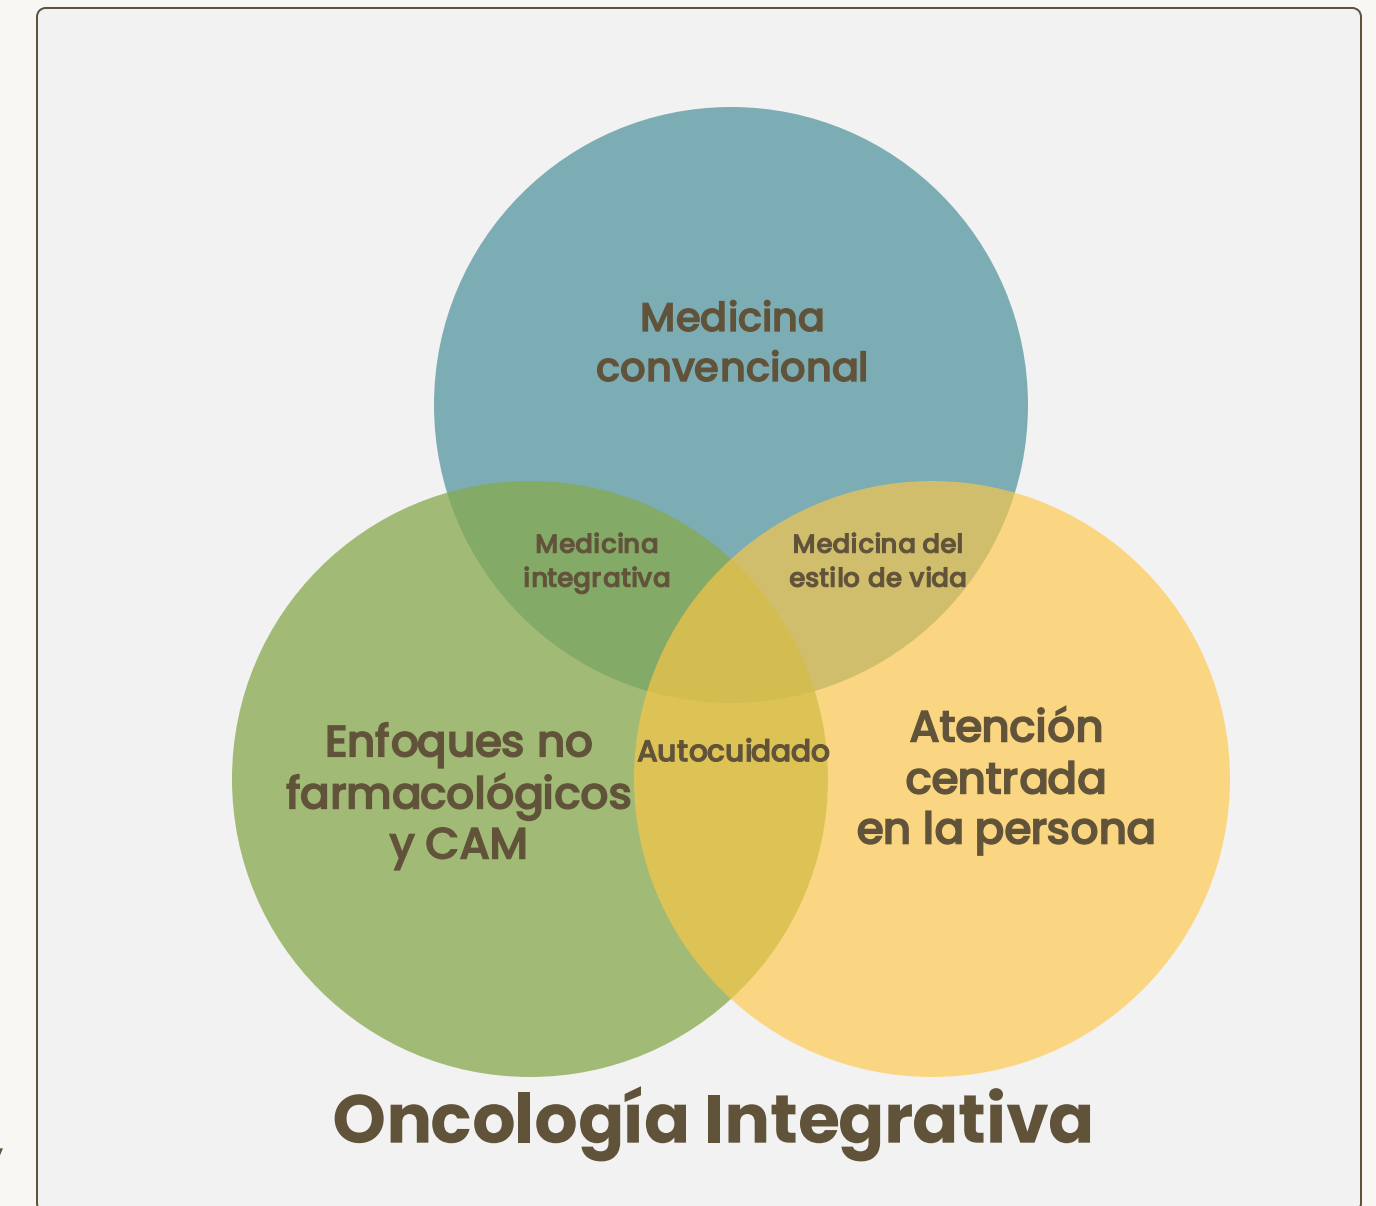 Medicina
convencional
Medicina
integrativa
Medicina del
estilo de vida
Enfoques no
farmacológicos
y CAM
Autocuidado
Atención
centrada
en la persona
Oncología Integrativa